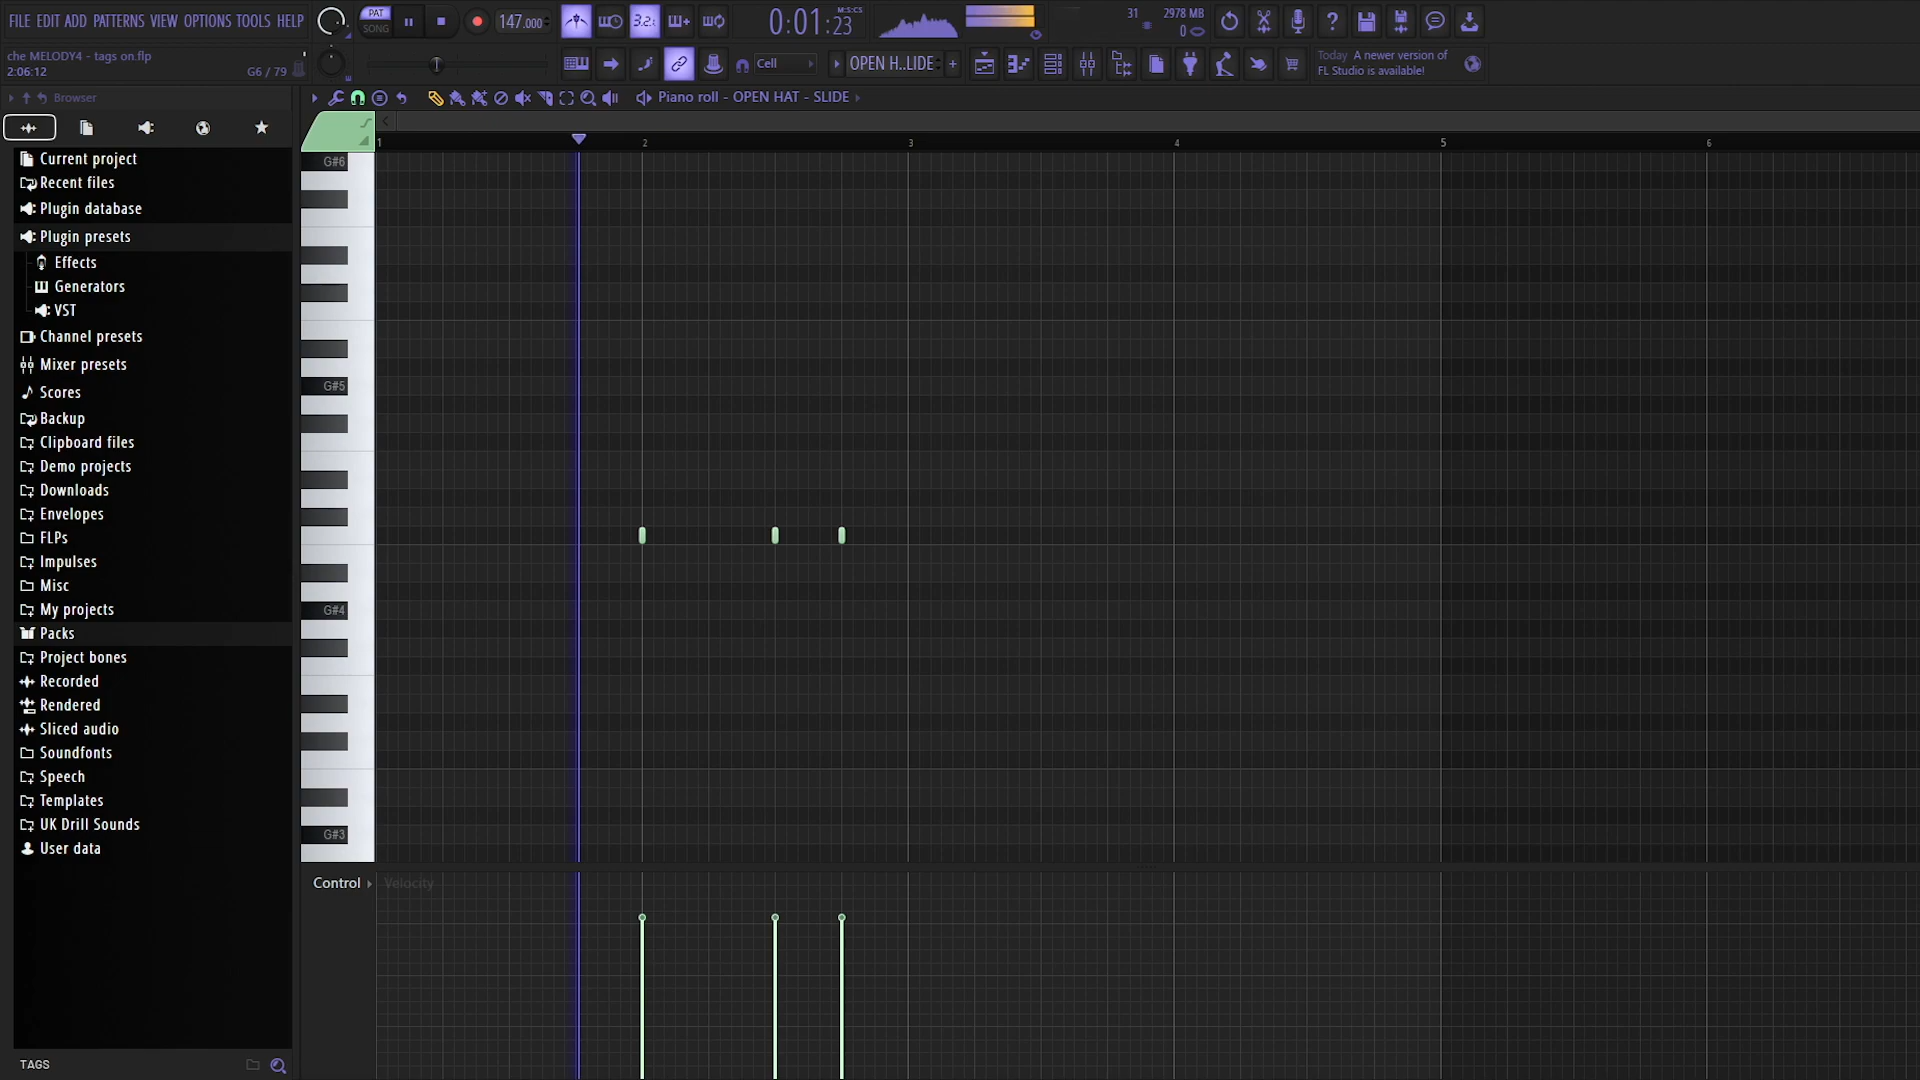 FILE EDIT ADD PATTERNS VIEW OPTIONS TOOLS HELP
PAT
SONG
147.000
3.2.
0:01:23
M:S:CS
31
2978 MB
0
che MELODY4 - tags on.flp
2:06:12
G6 / 79
Cell
OPEN H..LIDE
Today A newer version of
FL Studio is available!
Browser
Piano roll - OPEN HAT - SLIDE
1 2 3 4 5 6
Current project
Recent files
Plugin database
Plugin presets
Effects
Generators
VST
Channel presets
Mixer presets
Scores
Backup
Clipboard files
Demo projects
Downloads
Envelopes
FLPs
Impulses
Misc
My projects
Packs
Project bones
Recorded
Rendered
Sliced audio
Soundfonts
Speech
Templates
UK Drill Sounds
User data
TAGS
G#6
G#5
G#4
G#3
Control
Velocity